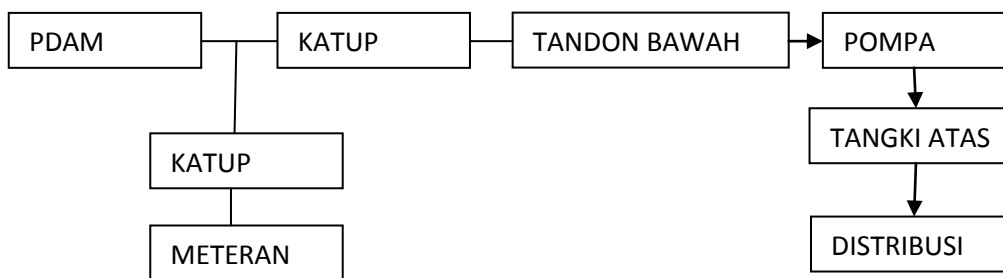 PDAM
KATUP
TANDON BAWAH
POMPA
KATUP
TANGKI ATAS
METERAN
DISTRIBUSI